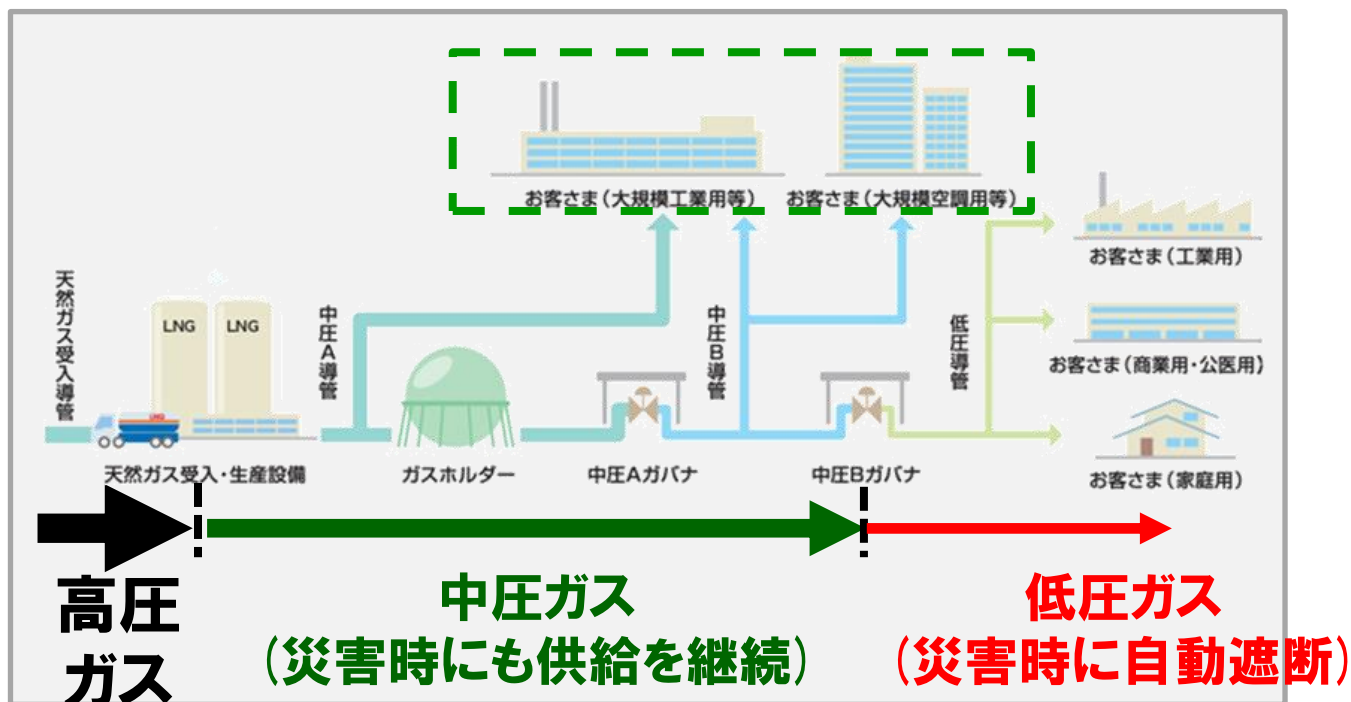 お客さま(大規模工業用等)
お客さま(大規模空調用等)
お客さま(工業用)
天然ガス受入導管
LNG
LNG
中圧A導管
中圧B導管
低圧導管
お客さま(商業用・公医用)
LNG
天然ガス受入・生産設備
ガスホルダー
中圧Aガバナ
中圧Bガバナ
お客さま(家庭用)
高圧
ガス
中圧ガス
(災害時にも供給を継続)
低圧ガス
(災害時に自動遮断)